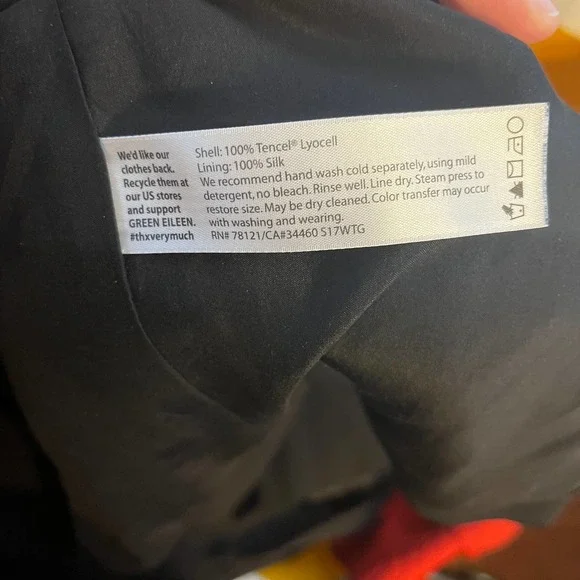 We'd like our
clothes back.
Recycle them at
our US stores
and support
GREEN EILEEN.
#thxverymuch
Shell: 100% Tencel® Lyocell
Lining: 100% Silk
We recommend hand wash cold separately, using mild
detergent, no bleach. Rinse well. Line dry. Steam press to
restore size. May be dry cleaned. Color transfer may occur
with washing and wearing.
RN# 78121/CA#34460 S17WTG